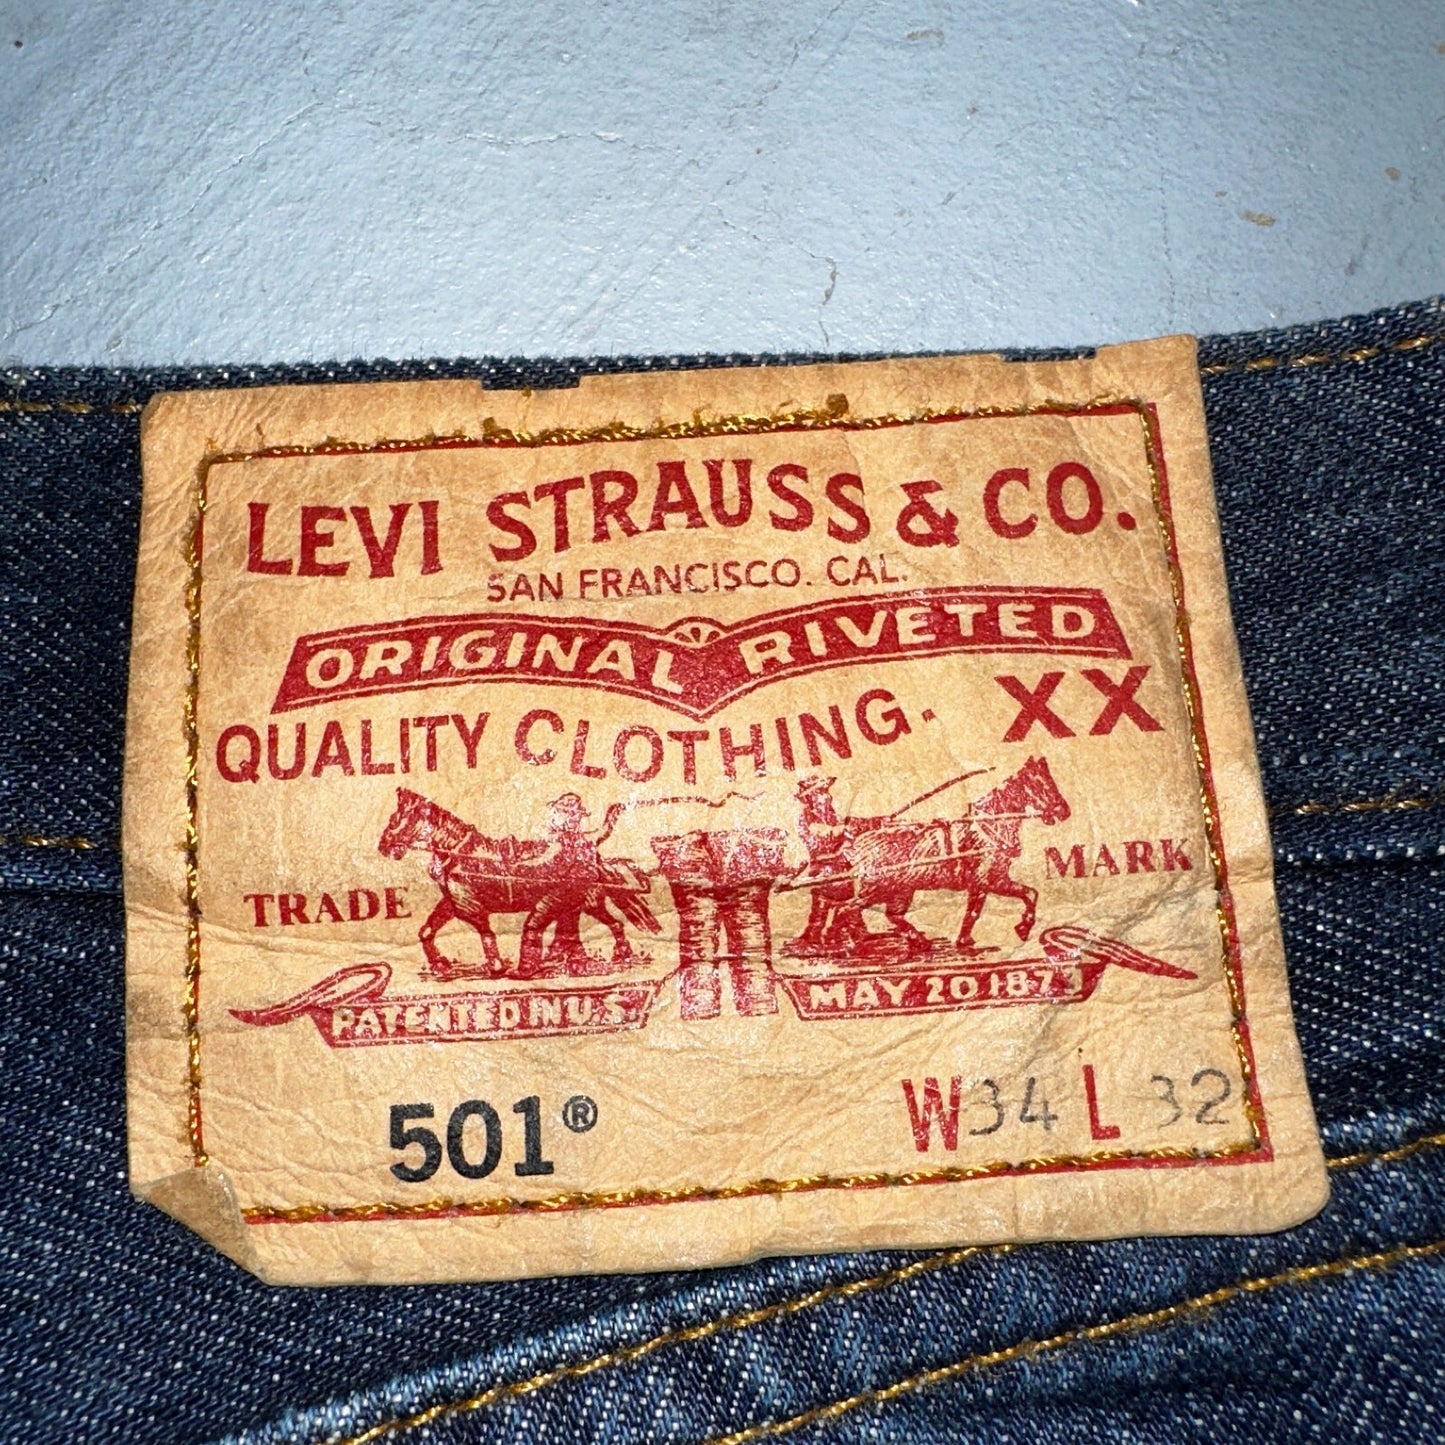 LEVI STRAUSS & CO.
SAN FRANCISCO. CAL.
ORIGINAL RIVETED
QUALITY CLOTHING. XX
TRADE MARK
PATENTED IN U.S. MAY 20 1873
501® W34 L 32